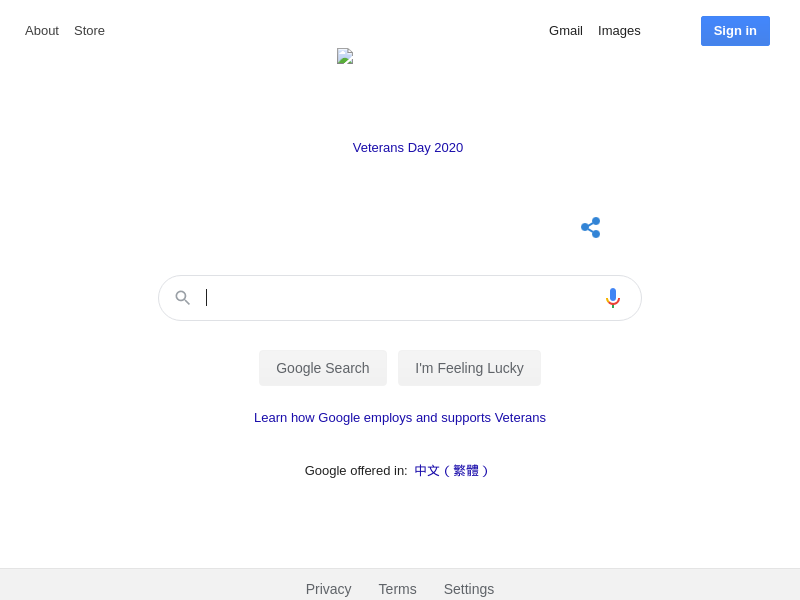 About Store Gmail Images Sign in
Veterans Day 2020
Google Search I'm Feeling Lucky
Learn how Google employs and supports Veterans
Google offered in: 中文（繁體）
Privacy Terms Settings